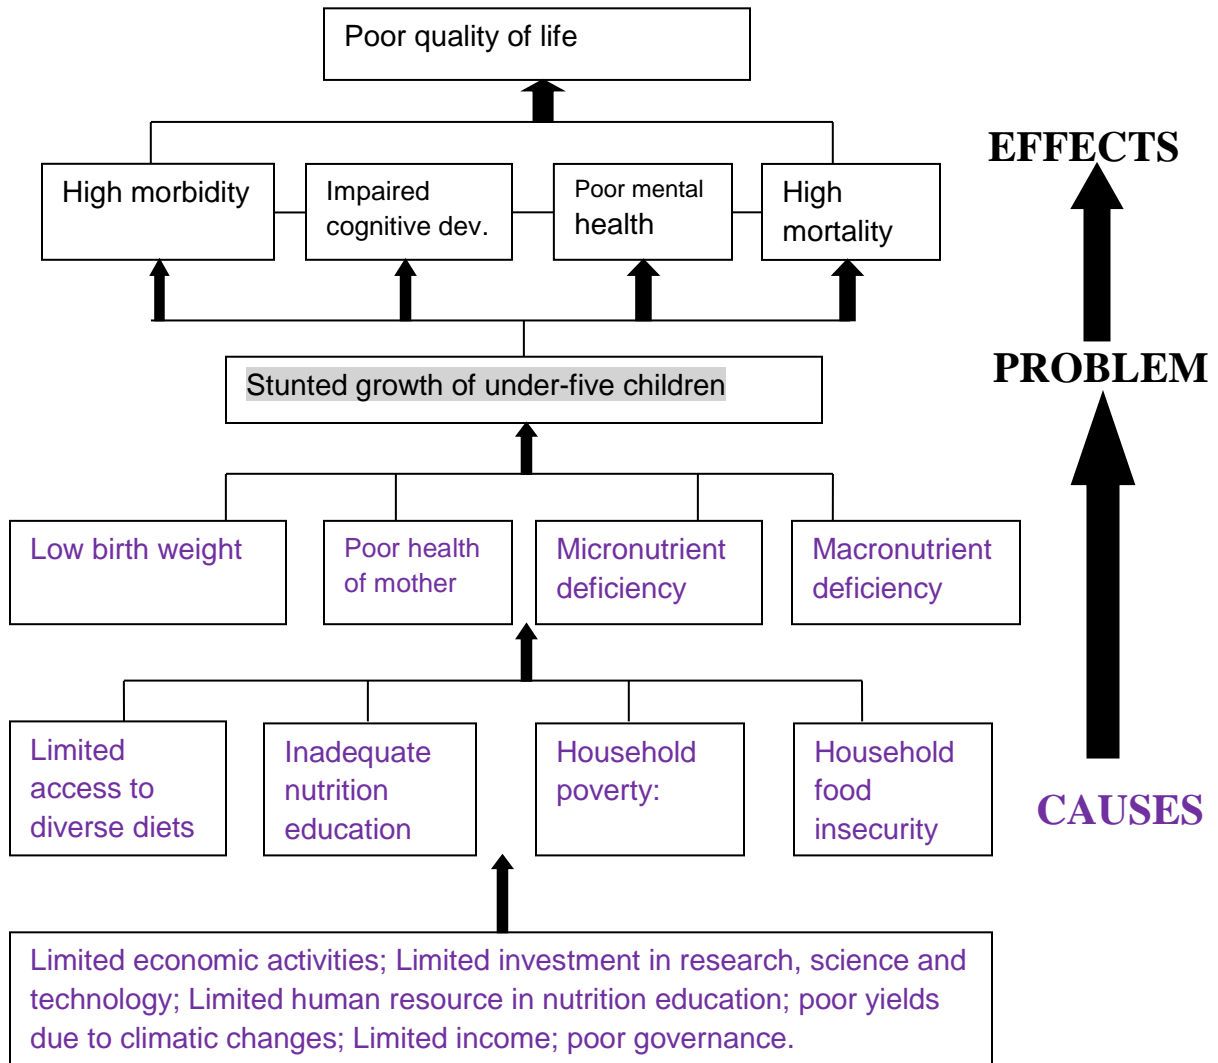 Poor quality of life
EFFECTS
High morbidity
Impaired
cognitive dev.
Poor mental
health
High
mortality
PROBLEM
Stunted growth of under-five children
Low birth weight
Poor health
of mother
Micronutrient
deficiency
Macronutrient
deficiency
Limited
access to
diverse diets
Inadequate
nutrition
education
Household
poverty:
Household
food
insecurity
CAUSES
Limited economic activities; Limited investment in research, science and
technology; Limited human resource in nutrition education; poor yields
due to climatic changes; Limited income; poor governance.